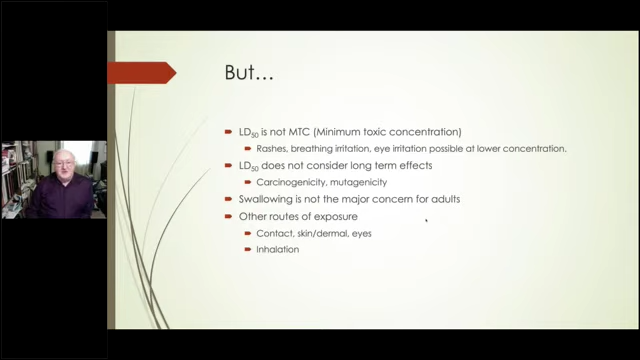 But…
LD50 is not MTC (Minimum toxic concentration)
Rashes, breathing irritation, eye irritation possible at lower concentration.
LD50 does not consider long term effects
Carcinogenicity, mutagenicity
Swallowing is not the major concern for adults
Other routes of exposure
Contact, skin/dermal, eyes
Inhalation